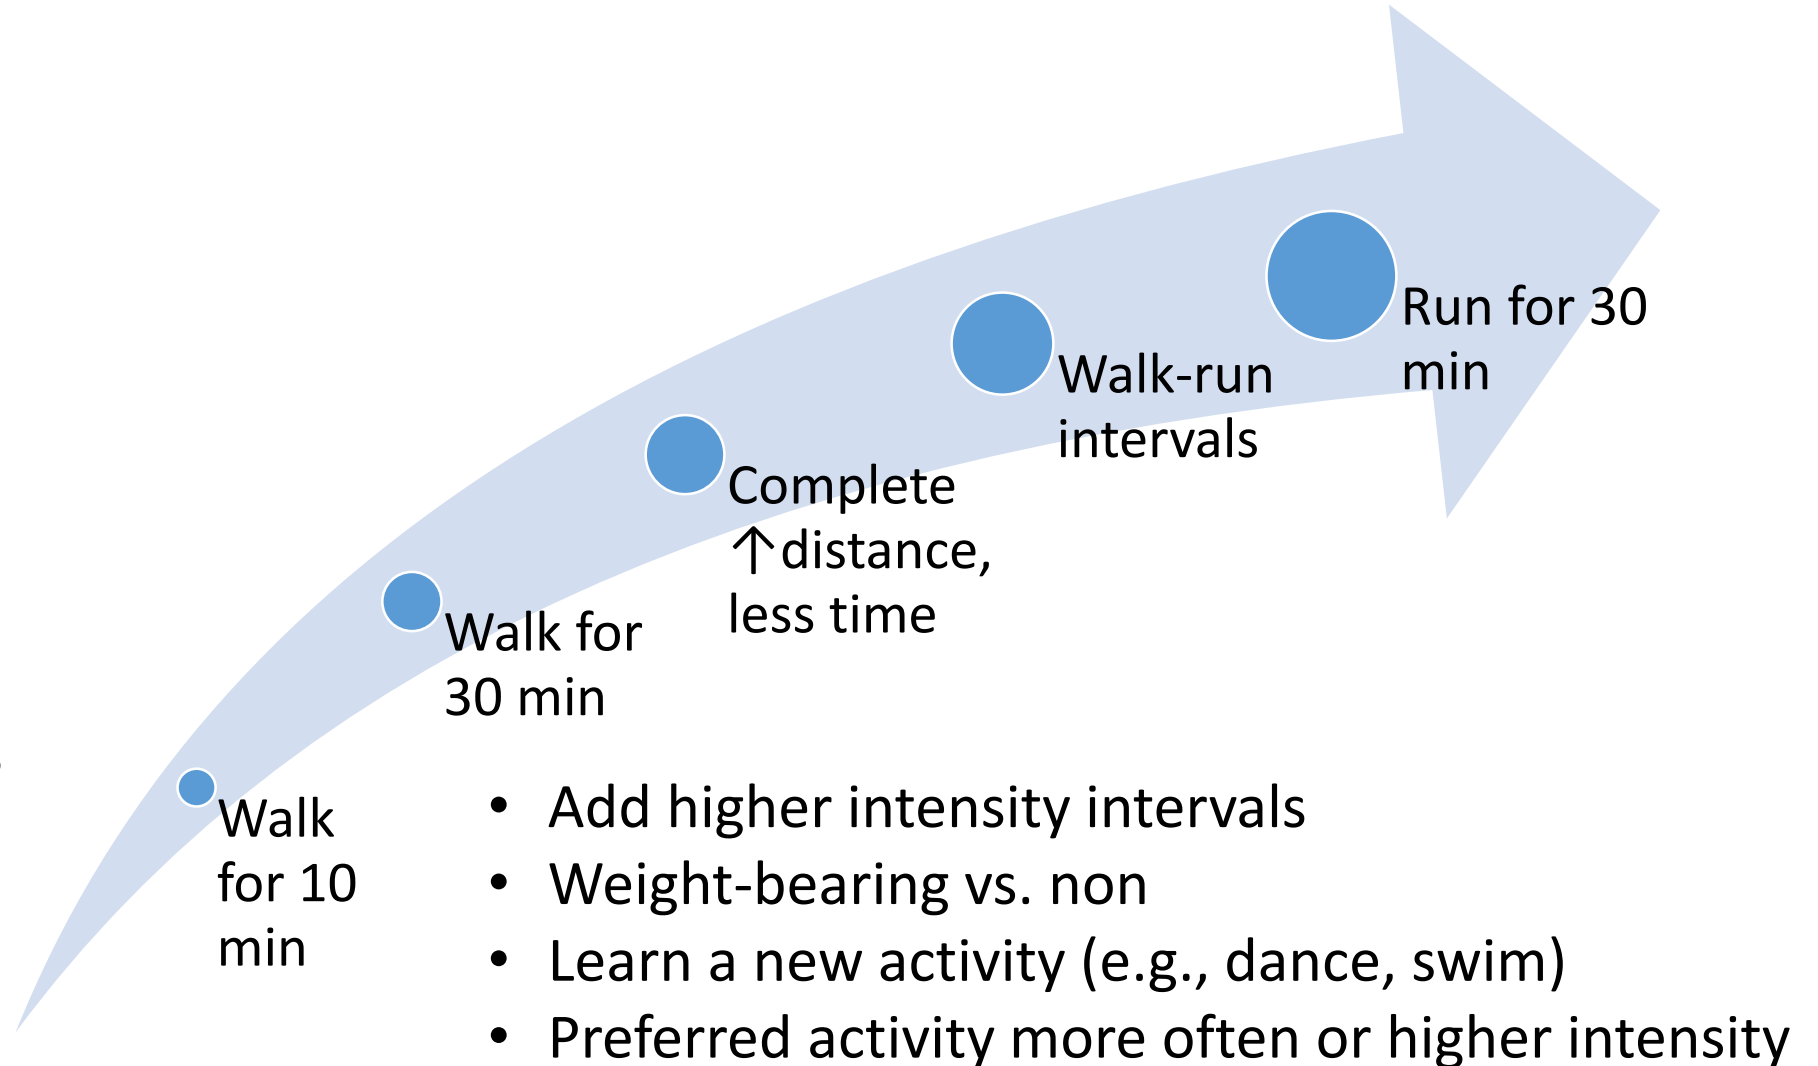 Walk
for 10
min
Walk for
30 min
Complete
↑distance,
less time
Walk-run
intervals
Run for 30
min
• Add higher intensity intervals
• Weight-bearing vs. non
• Learn a new activity (e.g., dance, swim)
• Preferred activity more often or higher intensity